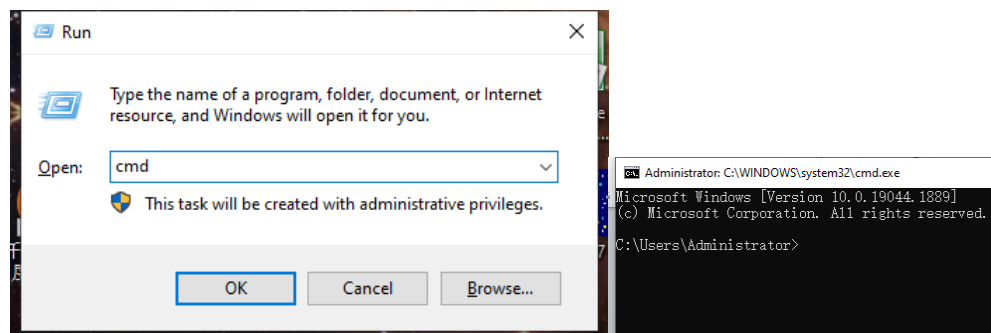 Run
Type the name of a program, folder, document, or Internet
resource, and Windows will open it for you.
Open:
cmd
This task will be created with administrative privileges.
OK
Cancel
Browse...
Administrator: C:\WINDOWS\system32\cmd.exe
Microsoft Windows [Version 10.0.19044.1889]
(c) Microsoft Corporation. All rights reserved.
C:\Users\Administrator>